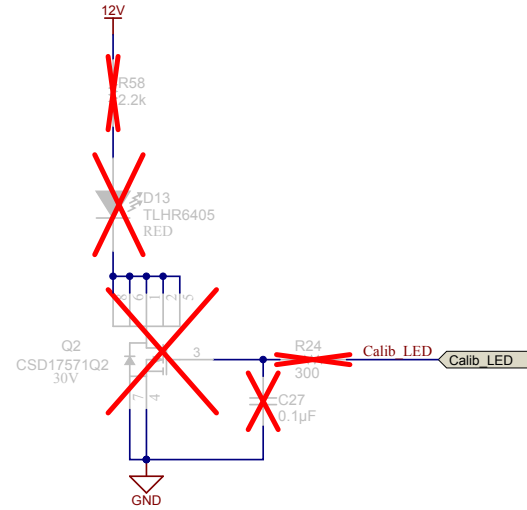 12V
R58
2.2k
D13
TLHR6405
RED
8
6
1
2
5
Q2
CSD17571Q2
30V
3
7
4
R24
300
Calib_LED
Calib_LED
C27
0.1µF
GND